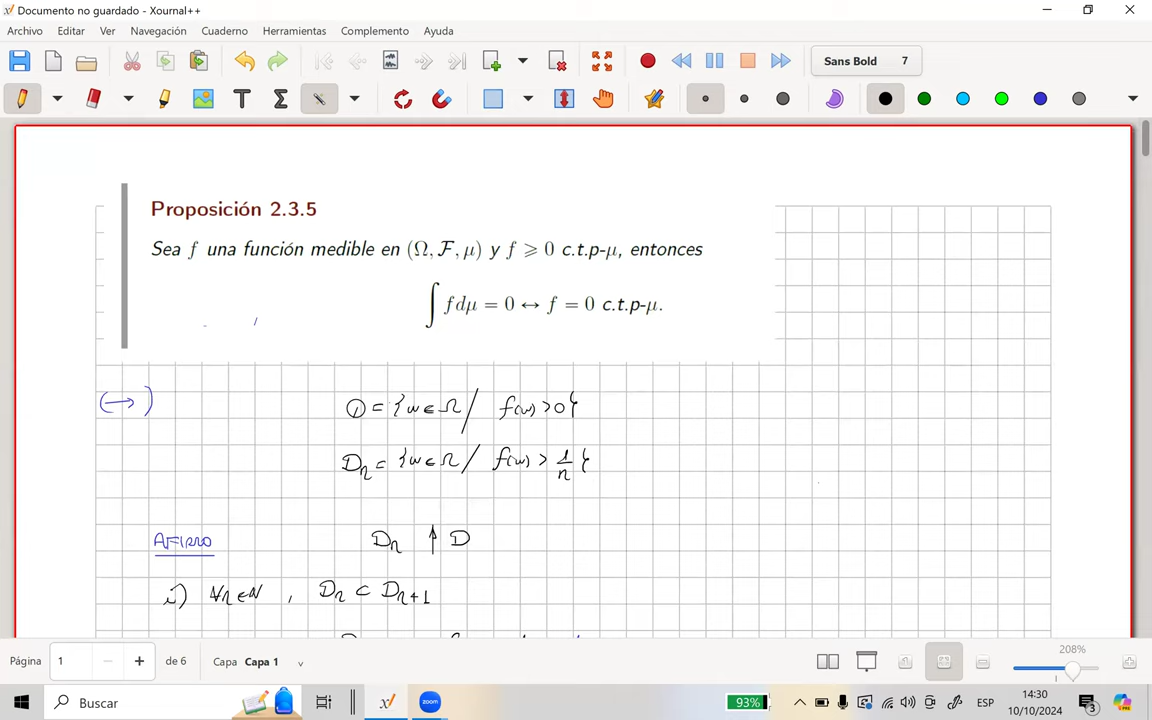 Documento no guardado - Xournal++
Archivo Editar Ver Navegación Cuaderno Herramientas Complemento Ayuda
Sans Bold 7
Proposición 2.3.5
Sea f una función medible en (Ω, F, μ) y f ⩾ 0 c.t.p-μ, entonces
∫ fdμ = 0 ↔ f = 0 c.t.p-μ.
(→) D = {w ∈ Ω / f(w) > 0}
Dn = {w ∈ Ω / f(w) > 1/n}
AFIRMO Dn ↑ D
i) ∀n∈N , Dn ⊂ Dn+1
Página 1 de 6 Capa Capa 1 208%
Buscar 93% ESP 14:30
10/10/2024 3